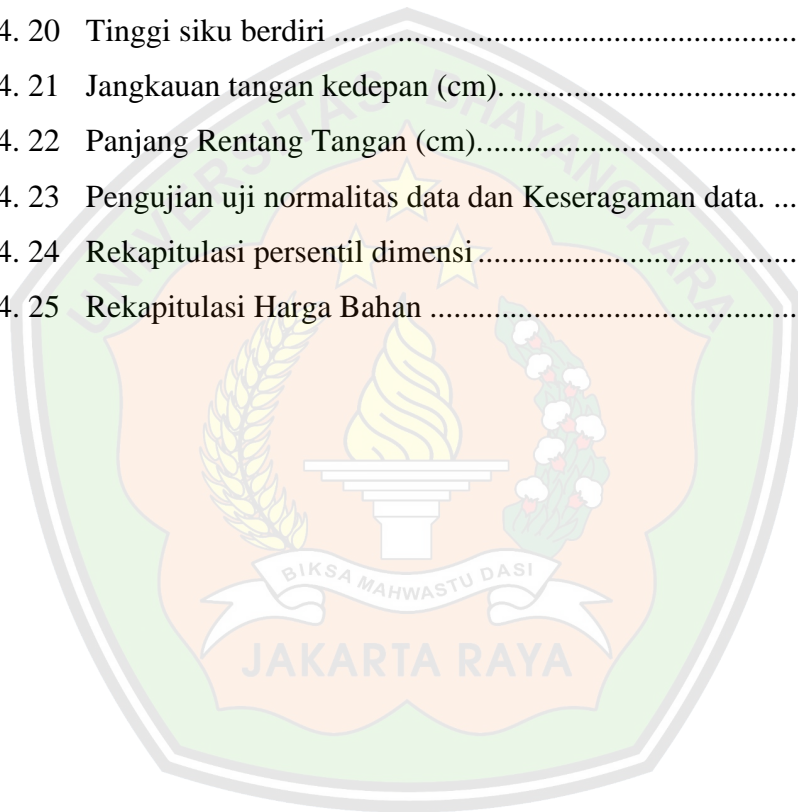 4. 20 Tinggi siku berdiri ..........................................................
4. 21 Jangkauan tangan kedepan (cm). ....................................
4. 22 Panjang Rentang Tangan (cm).......................................
4. 23 Pengujian uji normalitas data dan Keseragaman data. ...
4. 24 Rekapitulasi persentil dimensi ........................................
4. 25 Rekapitulasi Harga Bahan ..............................................
UNIVERSITAS BHAYANGKARA
BIKSA MAHWASTU DASI
JAKARTA RAYA